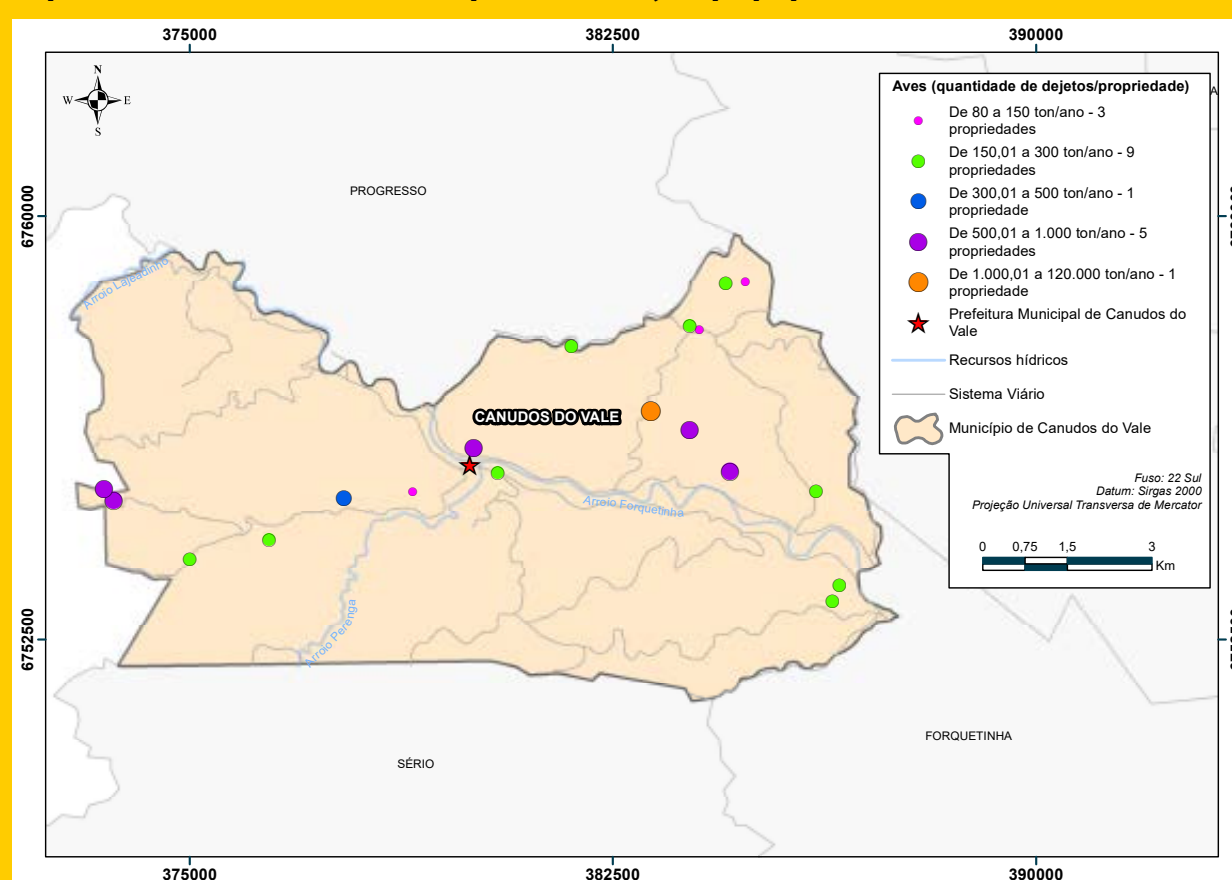 375000
382500
390000
N
W
E
S
6760000
6752500
PROGRESSO
Arroio Lajeadinho
CANUDOS DO VALE
Arroio Forquetinha
Arroio Perenga
SÉRIO
FORQUETINHA
Aves (quantidade de dejetos/propriedade)
De 80 a 150 ton/ano - 3
propriedades
De 150,01 a 300 ton/ano - 9
propriedades
De 300,01 a 500 ton/ano - 1
propriedade
De 500,01 a 1.000 ton/ano - 5
propriedades
De 1.000,01 a 120.000 ton/ano - 1
propriedade
Prefeitura Municipal de Canudos do
Vale
Recursos hídricos
Sistema Viário
Município de Canudos do Vale
Fuso: 22 Sul
Datum: Sirgas 2000
Projeção Universal Transversa de Mercator
0 0,75 1,5 3
Km
375000
382500
390000